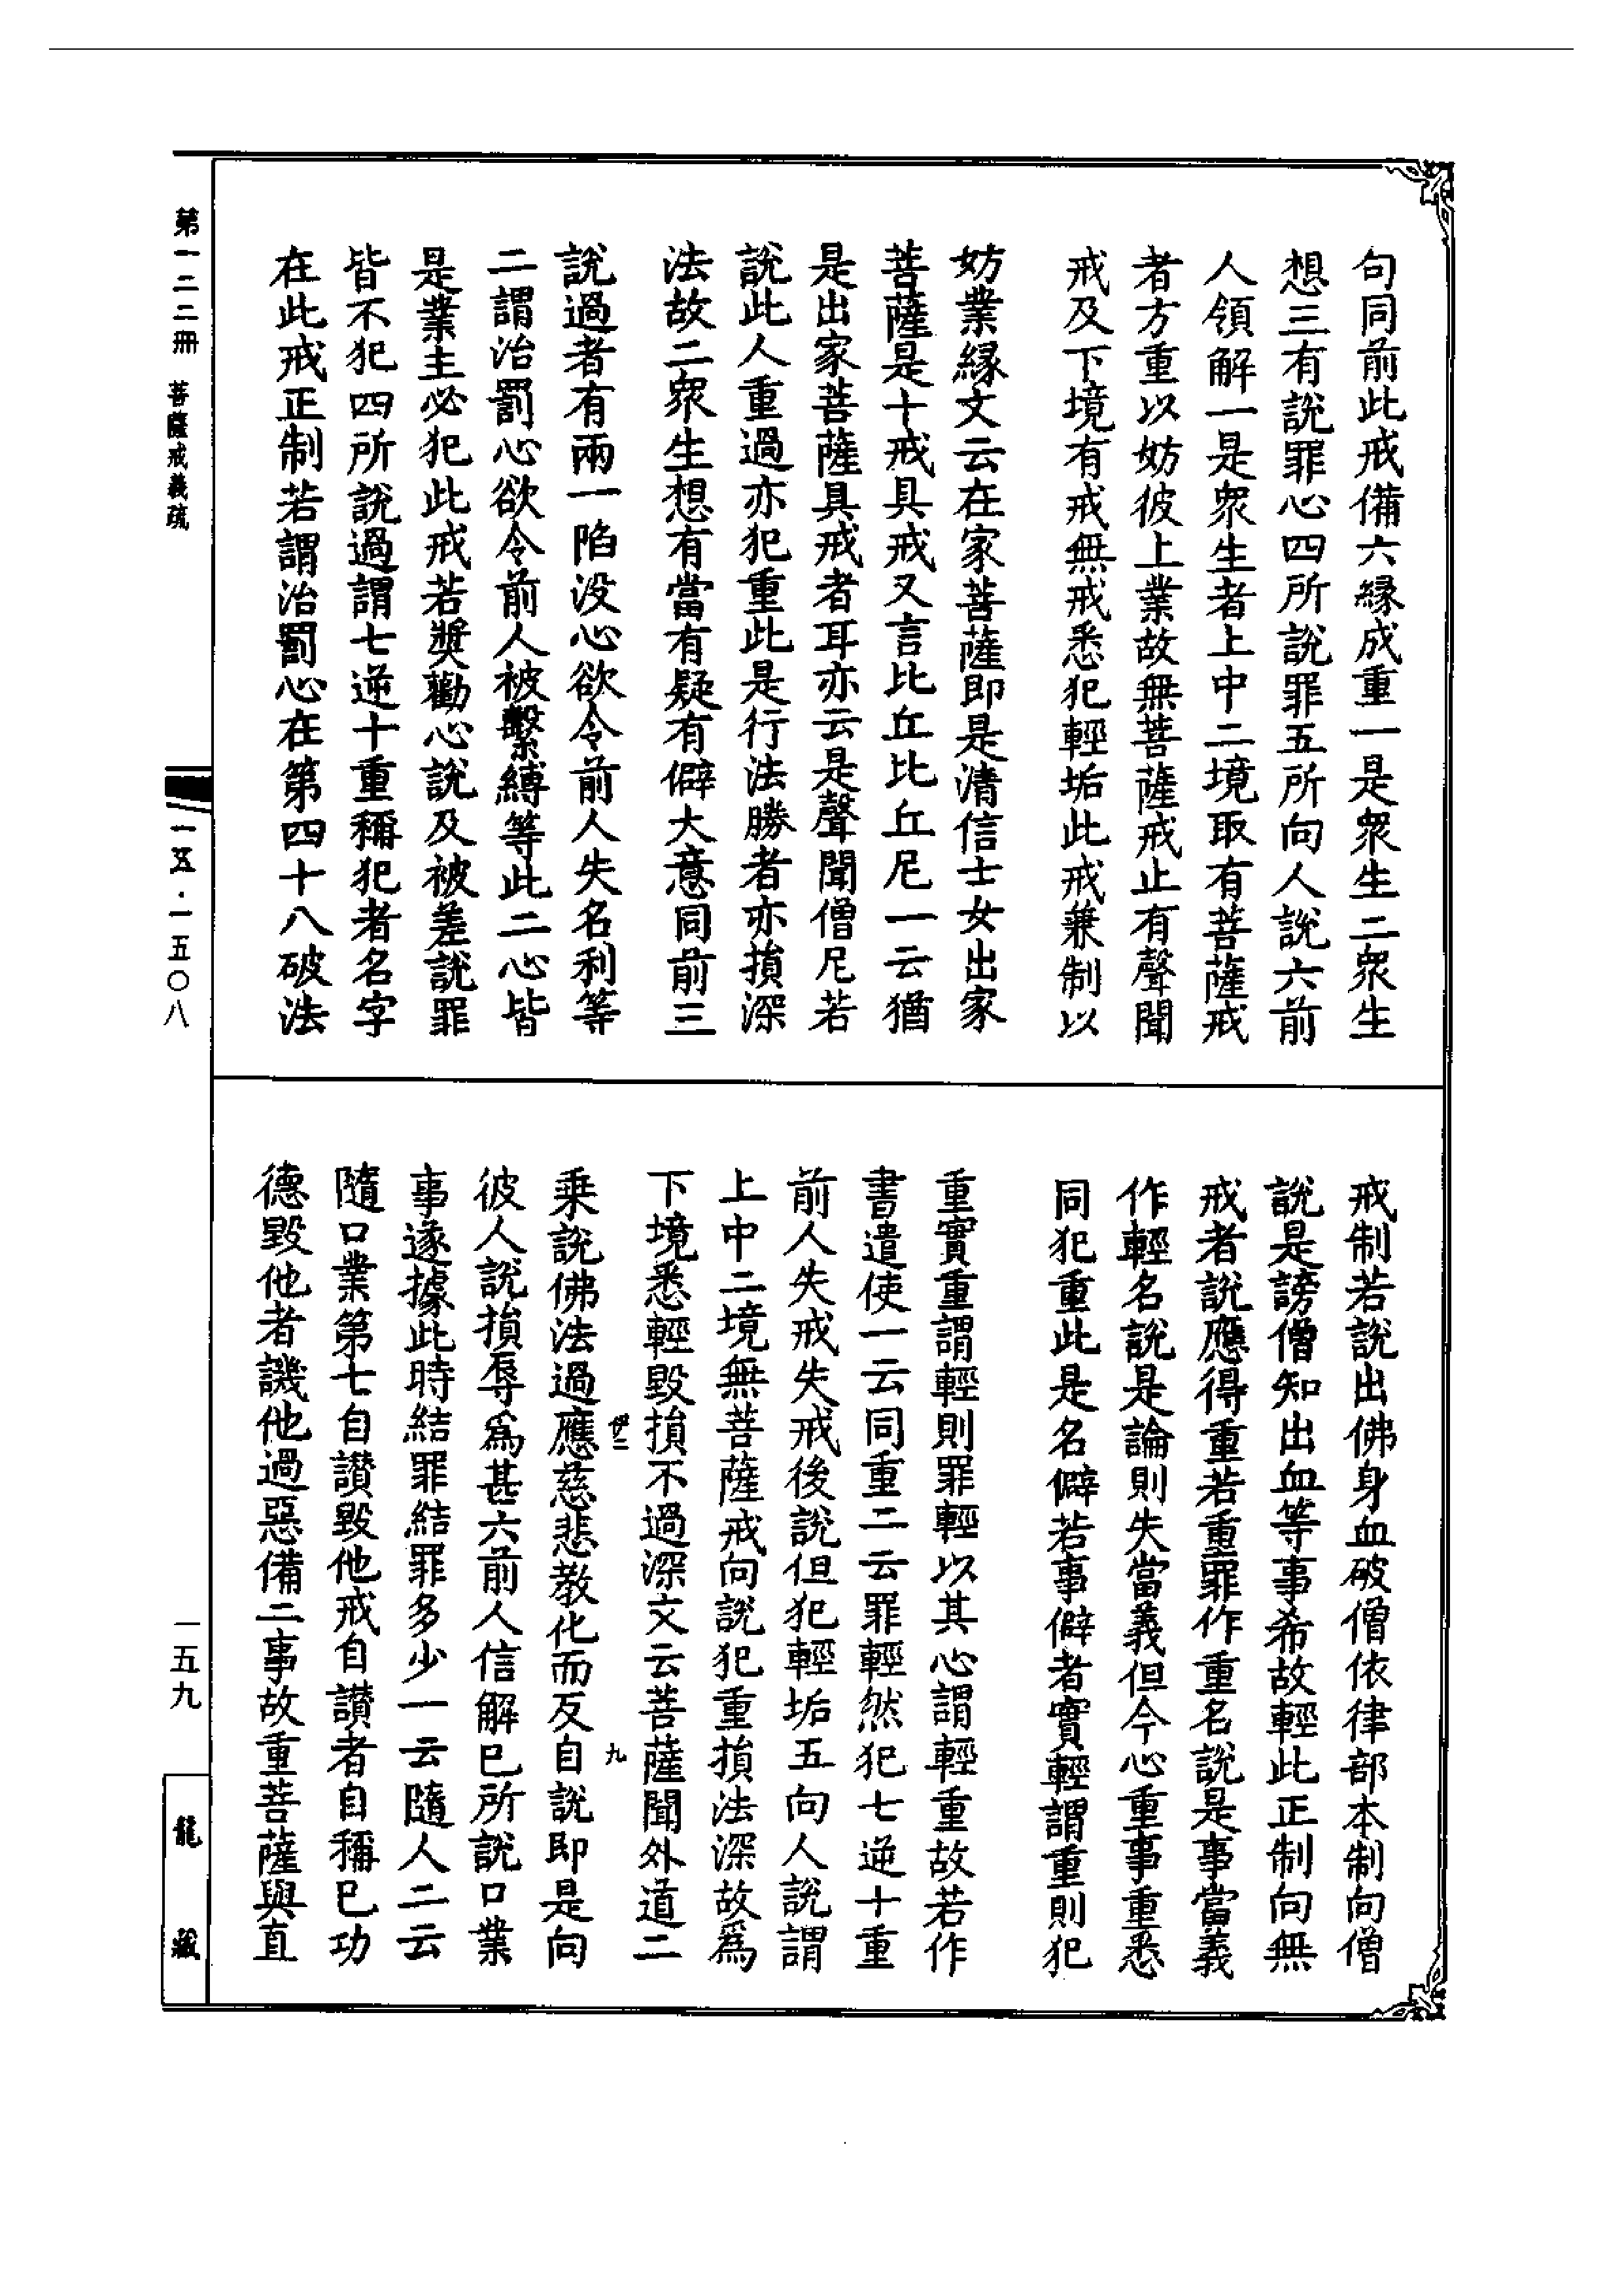 句同前此戒備六縁成重一是衆生二衆生
想三有說罪心四所說罪五所向人說六前
人領解一是衆生者上中二境取有菩薩戒
者方重以妨彼上業故無菩薩戒止有聲聞
戒及下境有戒無戒悉犯輕垢此戒兼制以
妨業縁文云在家菩薩即是清信士女出家
菩薩是十戒具戒又言比丘比丘尼一云猶
是出家菩薩具戒者耳亦云是聲聞僧尼若
說此人重過亦犯重此是行法勝者亦損深
法故二衆生想有當有疑有僻大意同前三
說過者有兩一陷没心欲令前人失名利等
二謂治罰心欲令前人被繫縛等此二心皆
是業主必犯此戒若奬勸心說及被差說罪
皆不犯四所說過謂七逆十重稱犯者名字
在此戒正制若謂治罰心在第四十八破法
戒制若說出佛身血破僧依律部本制向僧
說是謗僧知出血等事希故輕此正制向無
戒者說應得重若重罪作重名說是事當義
作輕名說是論則失當義但今心重事重悉
同犯重此是名僻若事僻者實輕謂重則犯
重實重謂輕則罪輕以其心謂輕重故若作
書遣使一云同重二云罪輕然犯七逆十重
前人失戒失戒後說但犯輕垢五向人說謂
上中二境無菩薩戒向說犯重損法深故爲
下境悉輕毀損不過深文云菩薩聞外道二
乗說佛法過應慈悲教化而反自說即是向
彼人說損辱爲甚六前人信解已所說口業
事遂據此時結罪結罪多少一云隨人二云
隨口業第七自讃毀他戒自讃者自稱已功
德毀他者譏他過惡備二事故重菩薩與直
第一二二冊　菩薩戒義疏
一五·一五〇八
一五九
龍藏
九